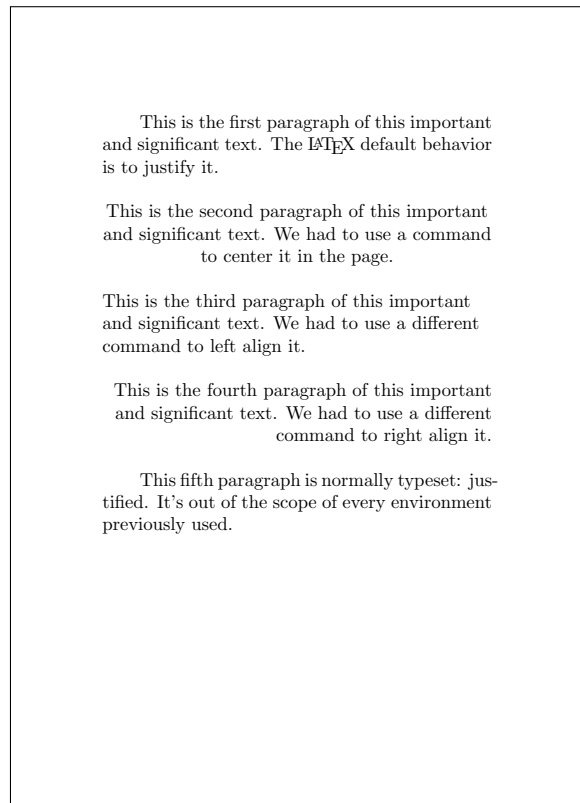 This is the first paragraph of this important
and significant text. The LATEX default behavior
is to justify it.
This is the second paragraph of this important
and significant text. We had to use a command
to center it in the page.
This is the third paragraph of this important
and significant text. We had to use a different
command to left align it.
This is the fourth paragraph of this important
and significant text. We had to use a different
command to right align it.
This fifth paragraph is normally typeset: jus-
tified. It's out of the scope of every environment
previously used.